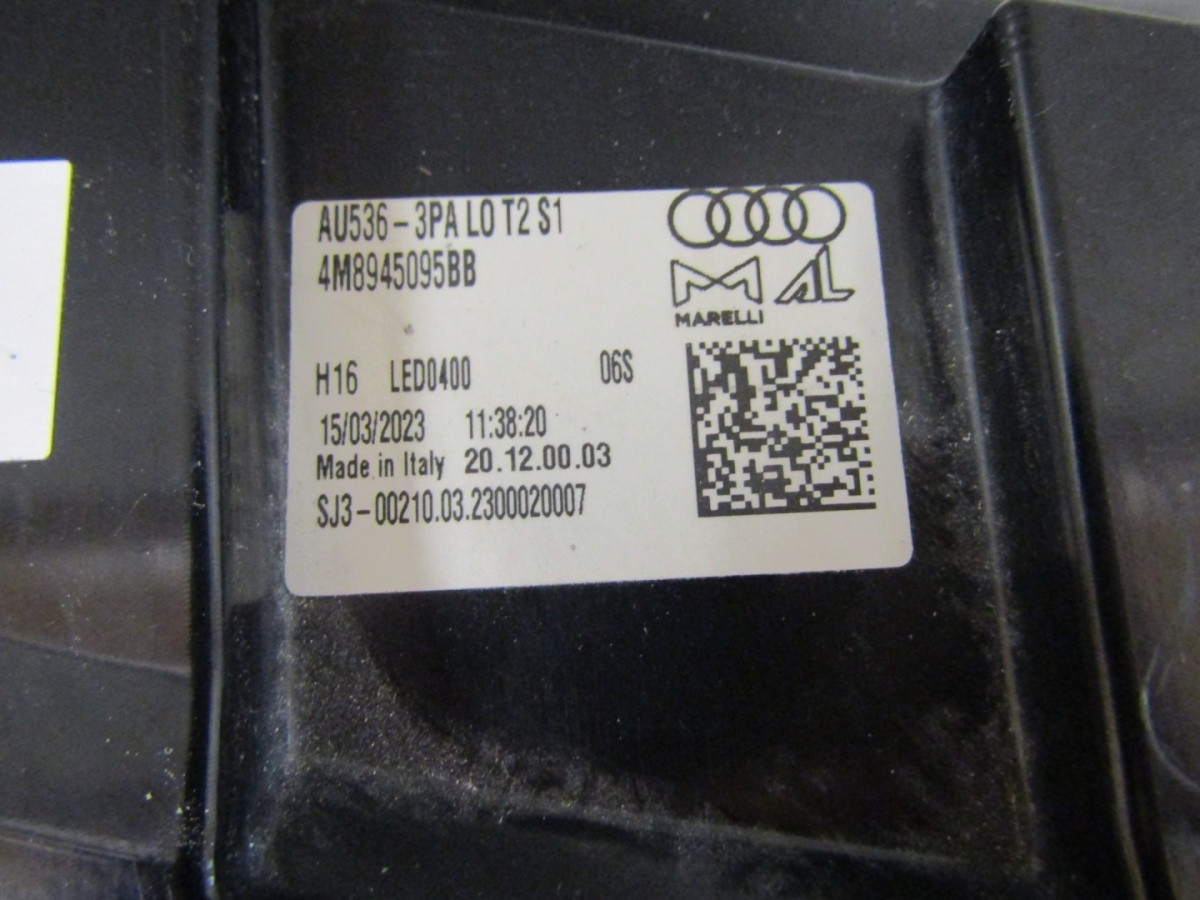 AU536-3PA L0 T2 S1
4M8945095BB
AL
MARELLI
H16 LED0400 06S
15/03/2023 11:38:20
Made in Italy 20.12.00.03
SJ3-00210.03.2300020007